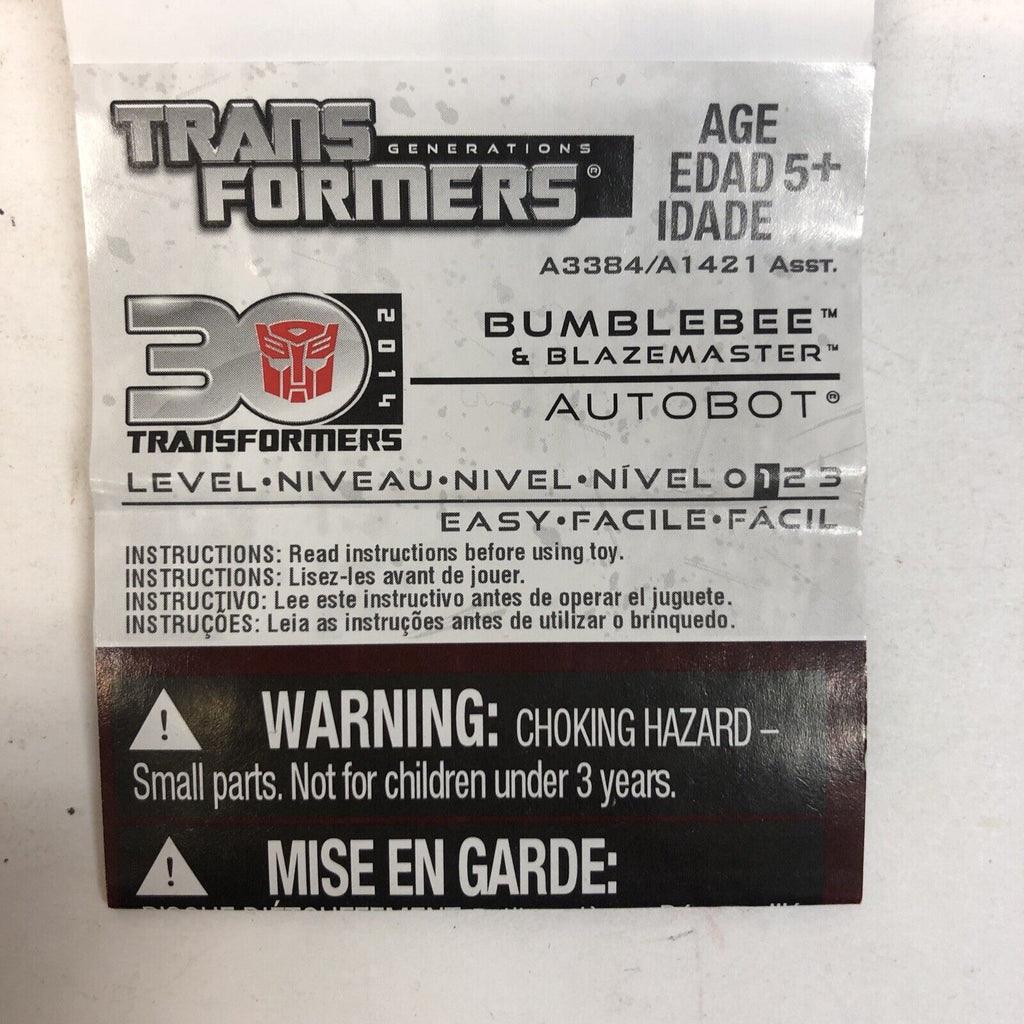 TRANS
GENERATIONS
FORMERS®
AGE
EDAD 5+
IDADE
A3384/A1421 Asst.
30
2014
TRANSFORMERS
BUMBLEBEE™
& BLAZEMASTER™
AUTOBOT®
LEVEL•NIVEAU•NIVEL•NÍVEL 0 1 2 3
EASY•FACILE•FÁCIL
INSTRUCTIONS: Read instructions before using toy.
INSTRUCTIONS: Lisez-les avant de jouer.
INSTRUCTIVO: Lee este instructivo antes de operar el juguete.
INSTRUÇÕES: Leia as instruções antes de utilizar o brinquedo.
WARNING: CHOKING HAZARD –
Small parts. Not for children under 3 years.
MISE EN GARDE: